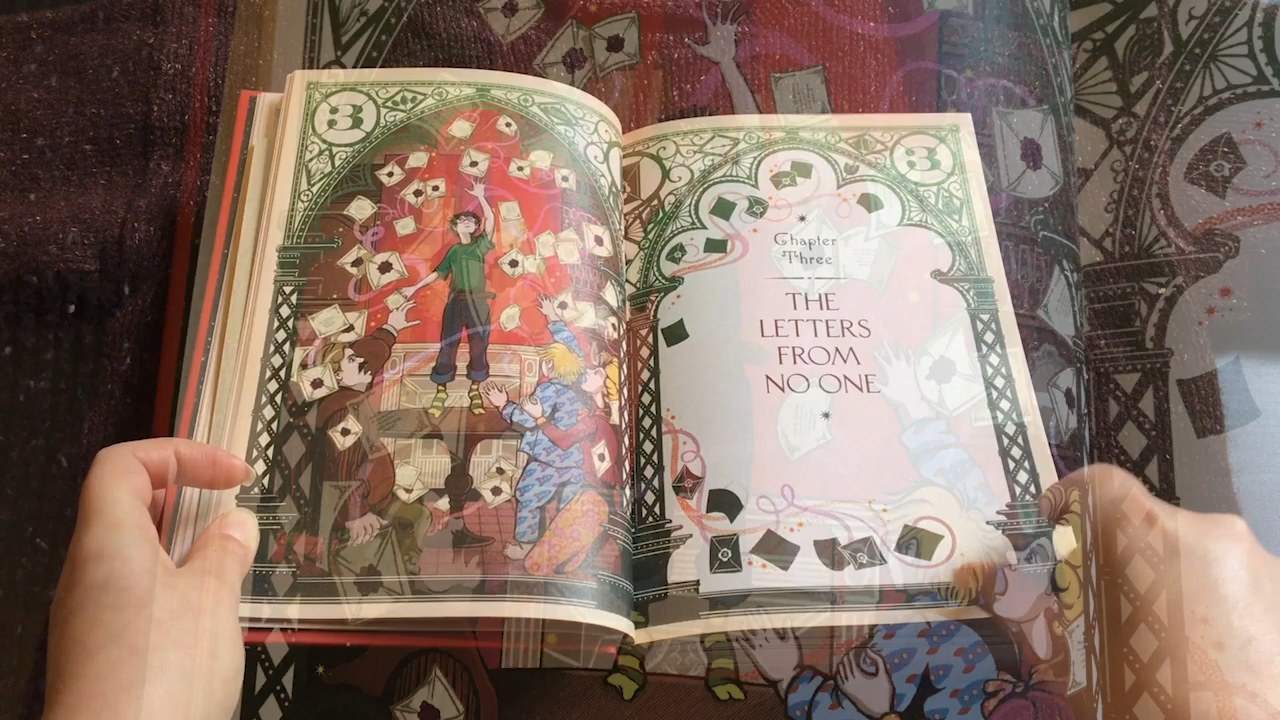 3
3
Chapter
Three
THE
LETTERS
FROM
NO ONE